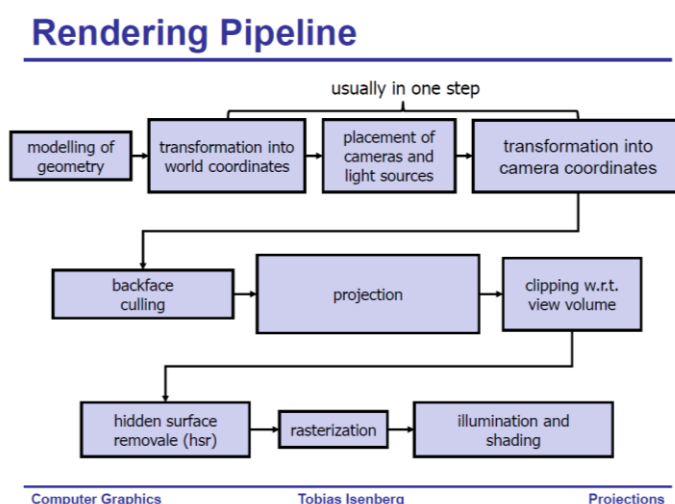 Rendering Pipeline
usually in one step
modelling of
geometry
transformation into
world coordinates
placement of
cameras and
light sources
transformation into
camera coordinates
backface
culling
projection
clipping w.r.t.
view volume
hidden surface
removale (hsr)
rasterization
illumination and
shading
Computer Graphics
Tobias Isenberg
Projections